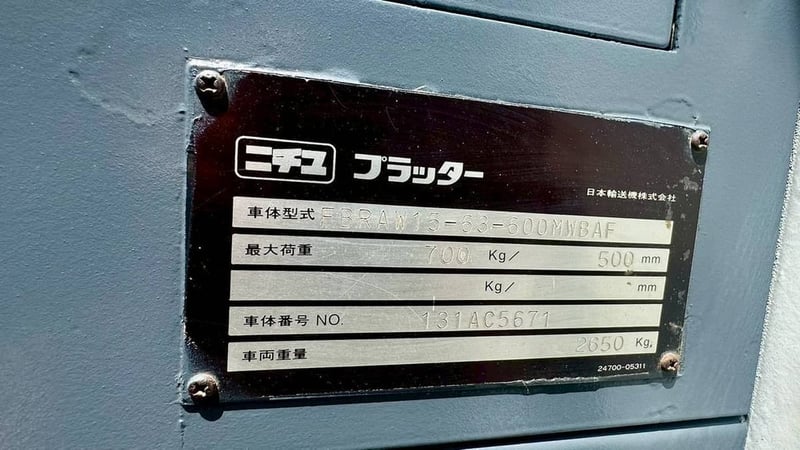 ニチユ プラッター
日本輸送機株式会社
車体型式 FBRAW15-63-600MWBAF
最大荷重 700 Kg/ 500 mm
Kg/ mm
車体番号 NO. 131AC5671
車両重量 2650 Kg,
24700-05311